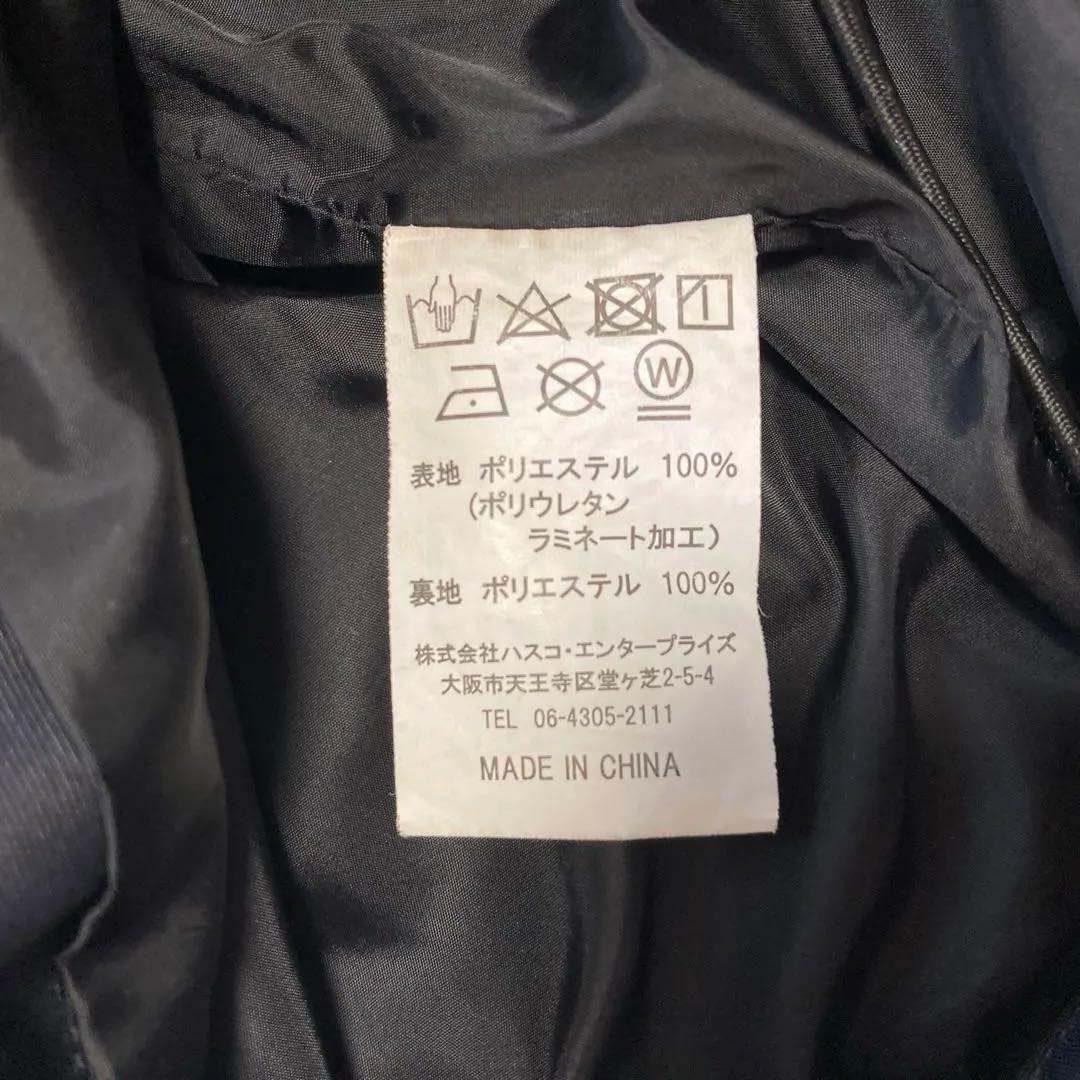 W
表地 ポリエステル 100%
(ポリウレタン
ラミネート加工)
裏地 ポリエステル 100%
株式会社ハスコ・エンタープライズ
大阪市天王寺区堂ヶ芝2-5-4
TEL 06-4305-2111
MADE IN CHINA